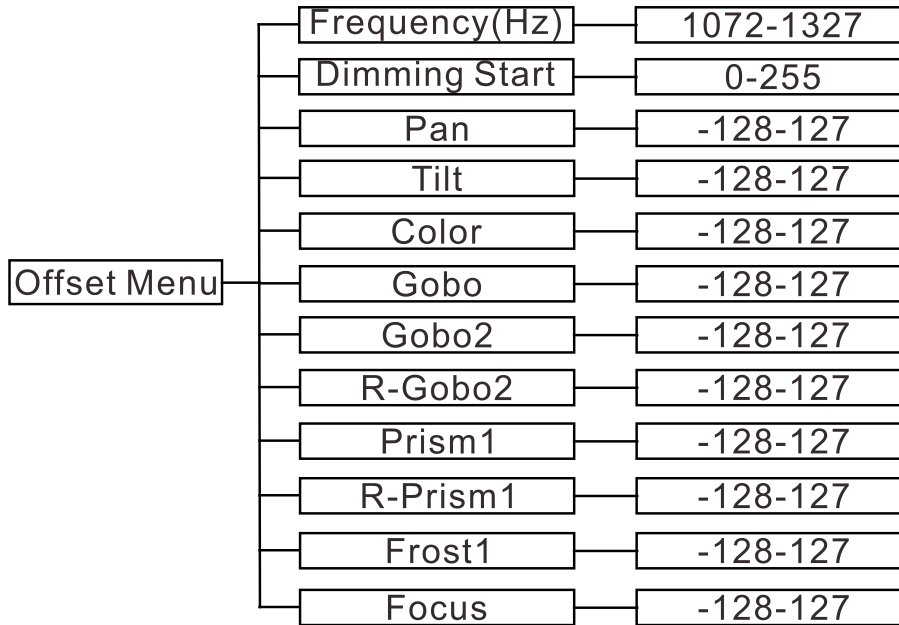 Frequency(Hz) 1072-1327
Dimming Start 0-255
Pan -128-127
Tilt -128-127
Color -128-127
Offset Menu
Gobo -128-127
Gobo2 -128-127
R-Gobo2 -128-127
Prism1 -128-127
R-Prism1 -128-127
Frost1 -128-127
Focus -128-127